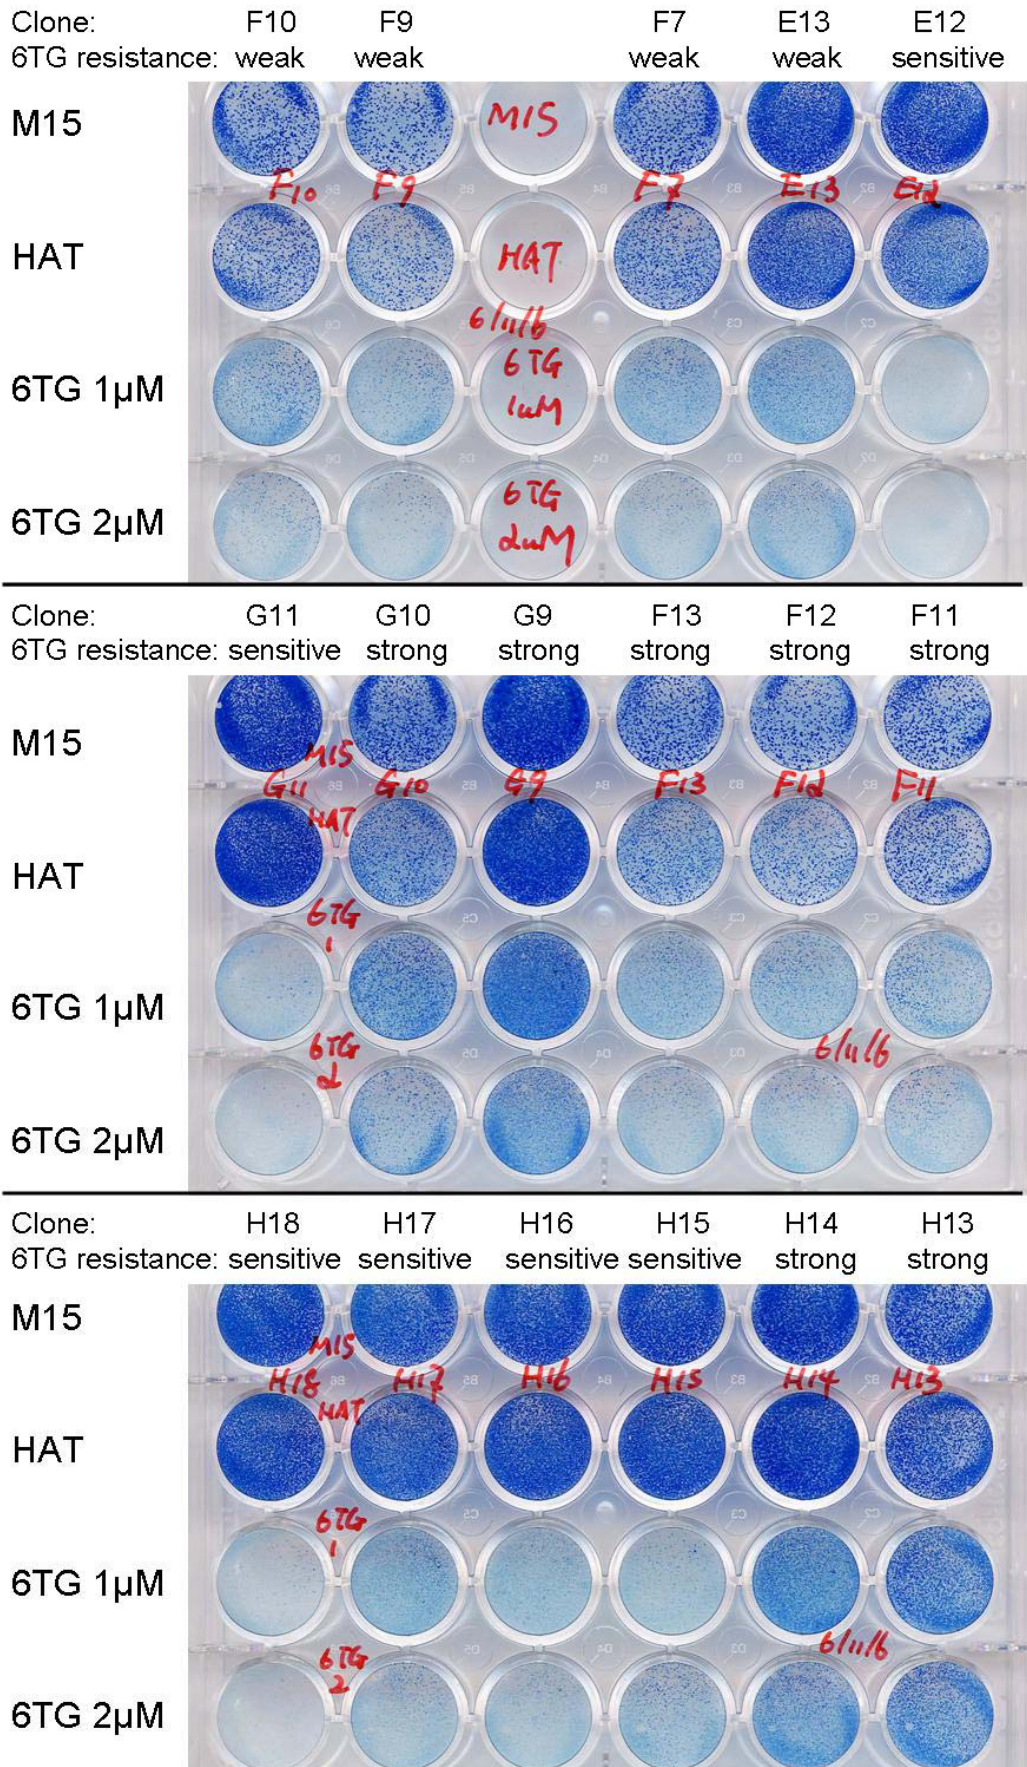 Clone: F10 F9 F7 E13 E12
6TG resistance: weak weak weak weak sensitive
M15 MIS
F10 F9 F7 E13 E12
HAT HAT
6/11/6
6TG 1µM 6TG
1uM
6TG 2µM 6TG
2uM
Clone: G11 G10 G9 F13 F12 F11
6TG resistance: sensitive strong strong strong strong strong
M15 M15
G11 G10 G9 F13 F12 F11
HAT HAT
6TG
1
6TG 1µM
6TG 6/11/6
2
6TG 2µM
Clone: H18 H17 H16 H15 H14 H13
6TG resistance: sensitive sensitive sensitive sensitive strong strong
M15 M15
H18 H17 H16 H15 H14 H13
HAT HAT
6TG
1
6TG 1µM
6TG 6/11/6
2
6TG 2µM